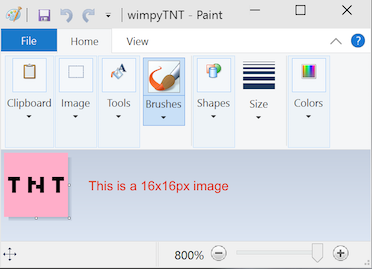 wimpyTNT - Paint
File
Home
View
Clipboard
Image
Tools
Brushes
Shapes
Size
Colors
TNT
This is a 16x16px image
800%